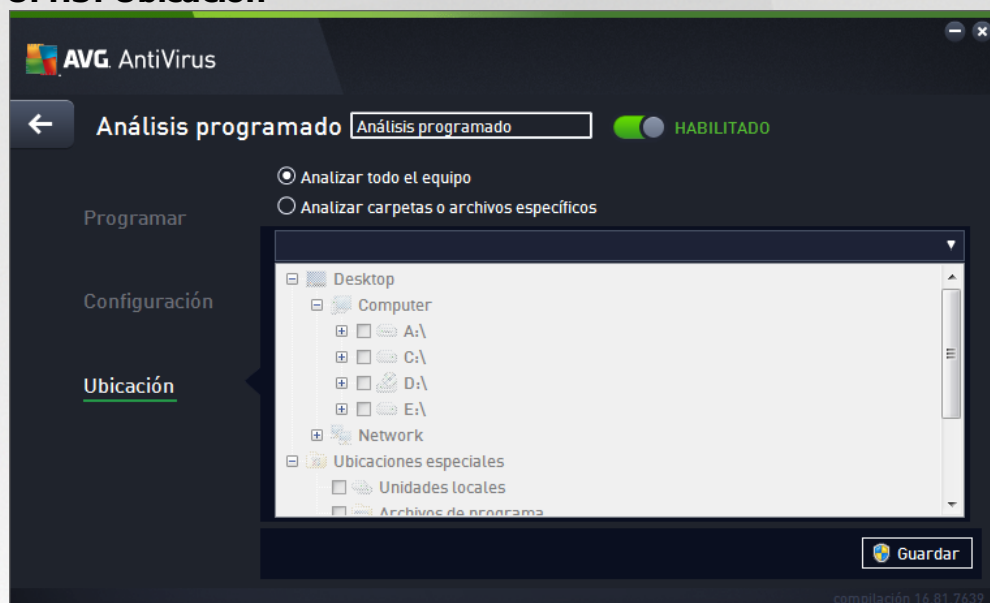 Ubicación
AVG. AntiVirus
Análisis programado Análisis programado HABILITADO
Analizar todo el equipo
Analizar carpetas o archivos específicos
Programar
Configuración
Ubicación
Desktop
Computer
A:\
C:\
D:\
E:\
Network
Ubicaciones especiales
Unidades locales
Archivos de programa
Guardar
compilación 16.81.7639